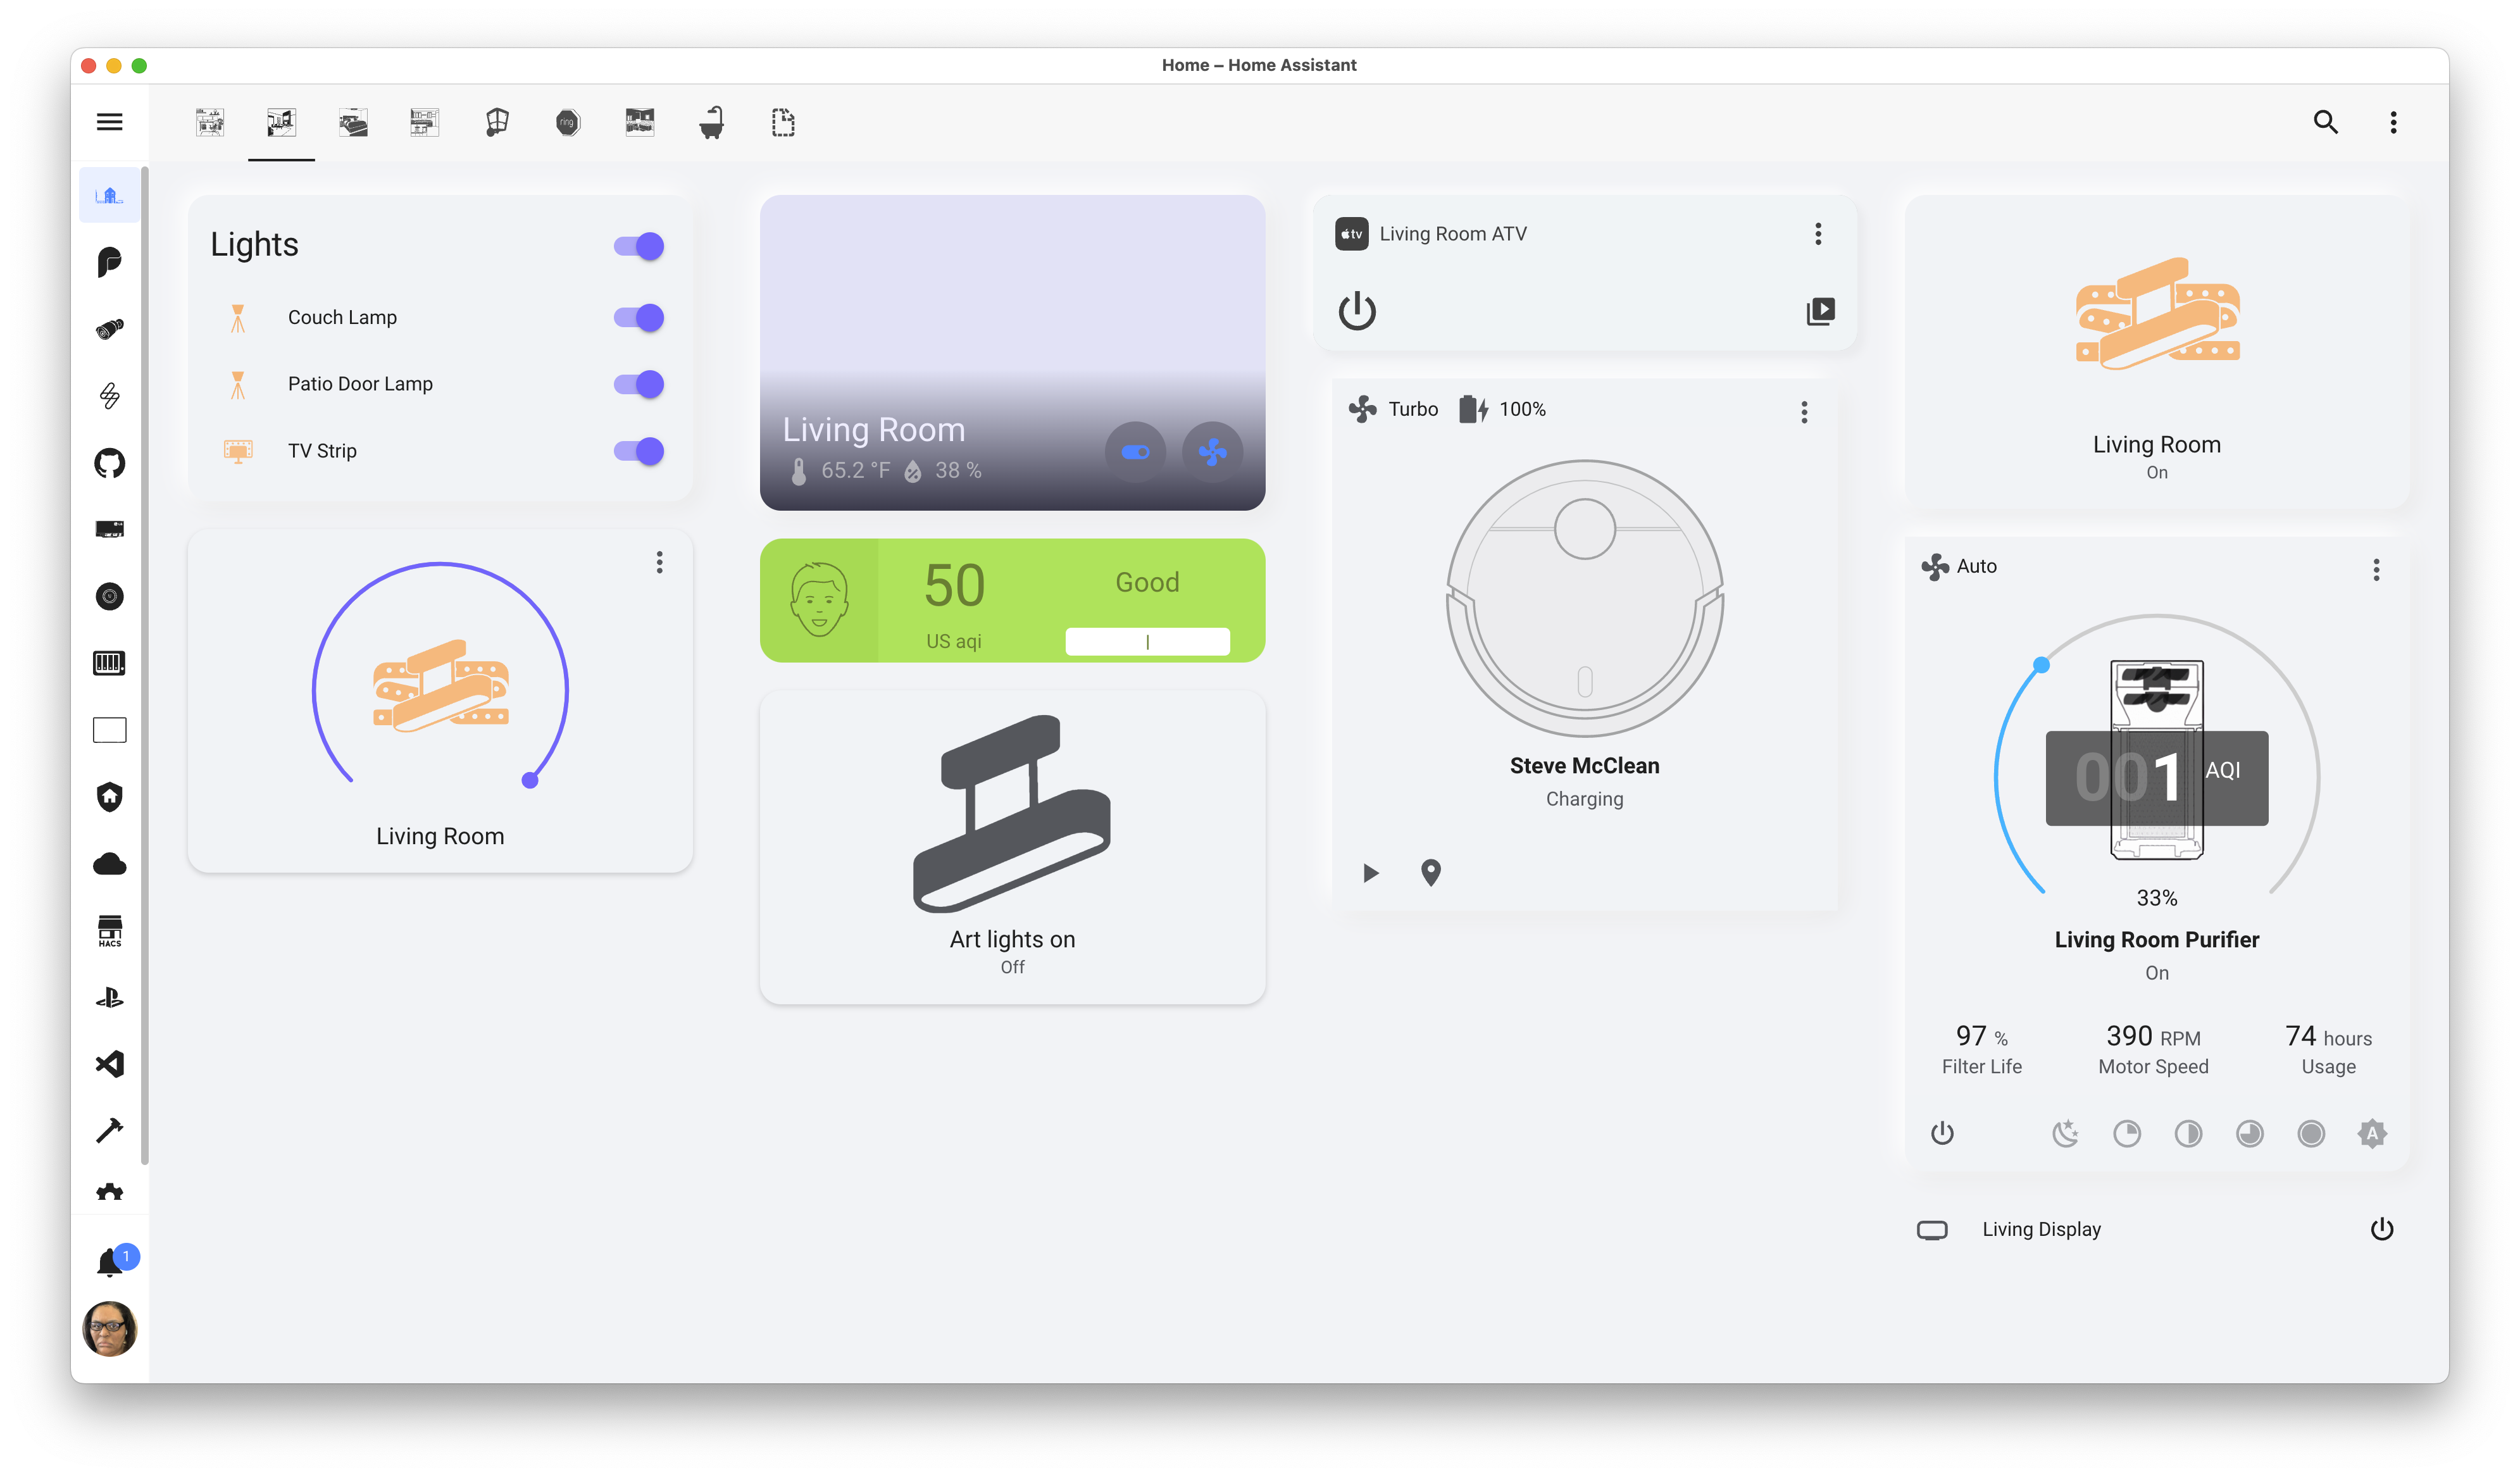 Home – Home Assistant
ring
Lights
Couch Lamp
Patio Door Lamp
TV Strip
Living Room
Living Room
65.2 °F 38 %
50
Good
US aqi
Art lights on
Off
tv Living Room ATV
Turbo 100%
Steve McClean
Charging
Living Room
On
Auto
001 AQI
33%
Living Room Purifier
On
97 % 390 RPM 74 hours
Filter Life Motor Speed Usage
A
Living Display
HACS
1